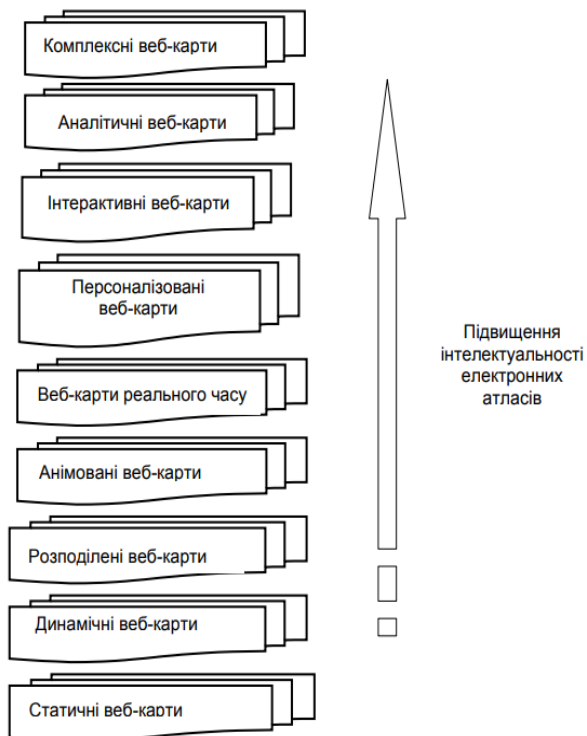 Комплексні веб-карти
Аналітичні веб-карти
Інтерактивні веб-карти
Персоналізовані
веб-карти
Веб-карти реального часу
Анімовані веб-карти
Розподілені веб-карти
Динамічні веб-карти
Статичні веб-карти
Підвищення
інтелектуальності
електронних
атласів